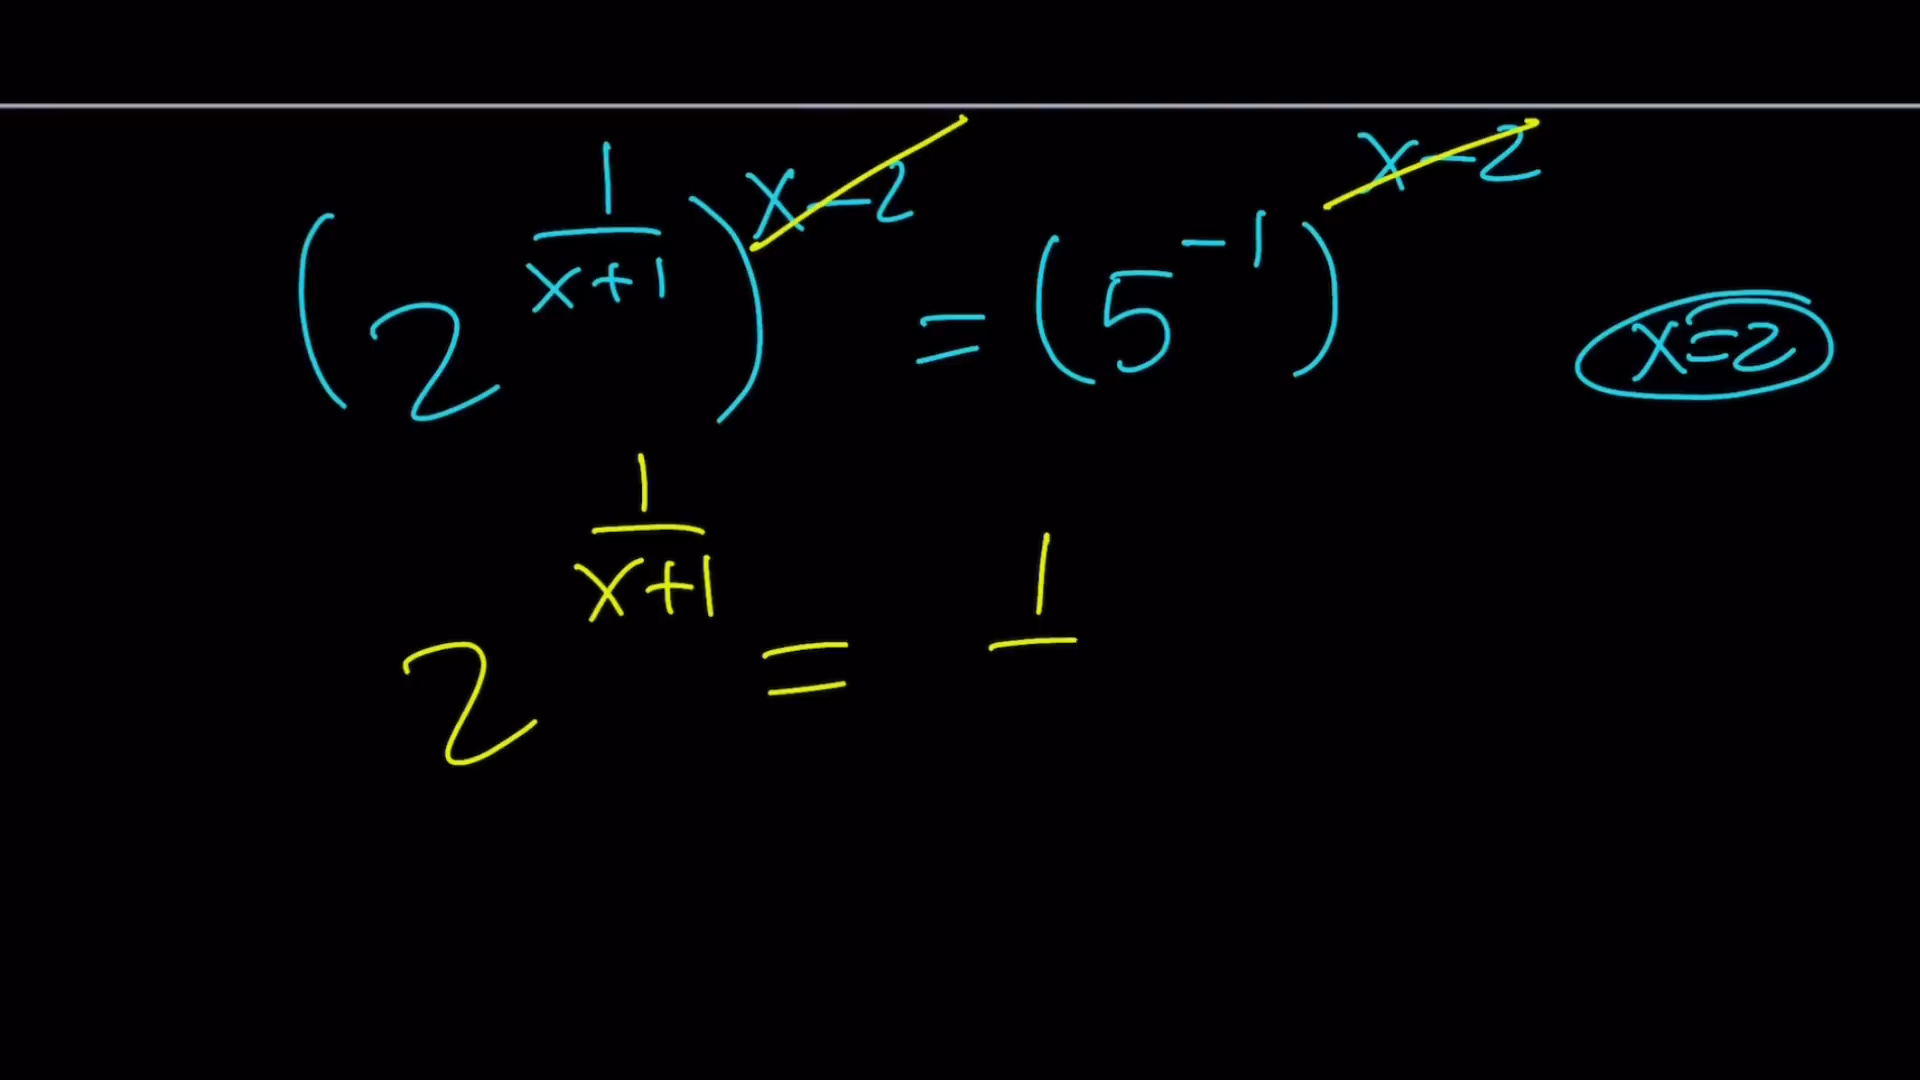 (2^(1/(x+1)))^(x-2) = (5^(-1))^(x-2)
x=2
2^(1/(x+1)) = 1/